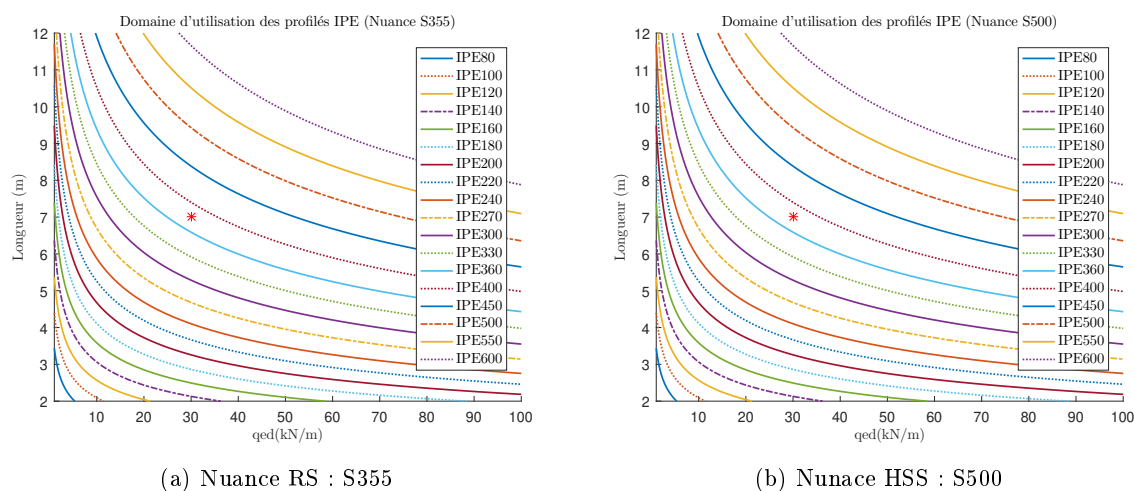 Domaine d'utilisation des profilés IPE (Nuance S355)
Longueur (m)
12
11
10
9
8
7
6
5
4
3
2
10
20
30
40
50
60
70
80
90
100
qed(kN/m)
IPE80
IPE100
IPE120
IPE140
IPE160
IPE180
IPE200
IPE220
IPE240
IPE270
IPE300
IPE330
IPE360
IPE400
IPE450
IPE500
IPE550
IPE600
(a) Nuance RS : S355
Domaine d'utilisation des profilés IPE (Nuance S500)
Longueur (m)
12
11
10
9
8
7
6
5
4
3
2
10
20
30
40
50
60
70
80
90
100
qed(kN/m)
IPE80
IPE100
IPE120
IPE140
IPE160
IPE180
IPE200
IPE220
IPE240
IPE270
IPE300
IPE330
IPE360
IPE400
IPE450
IPE500
IPE550
IPE600
(b) Nunace HSS : S500